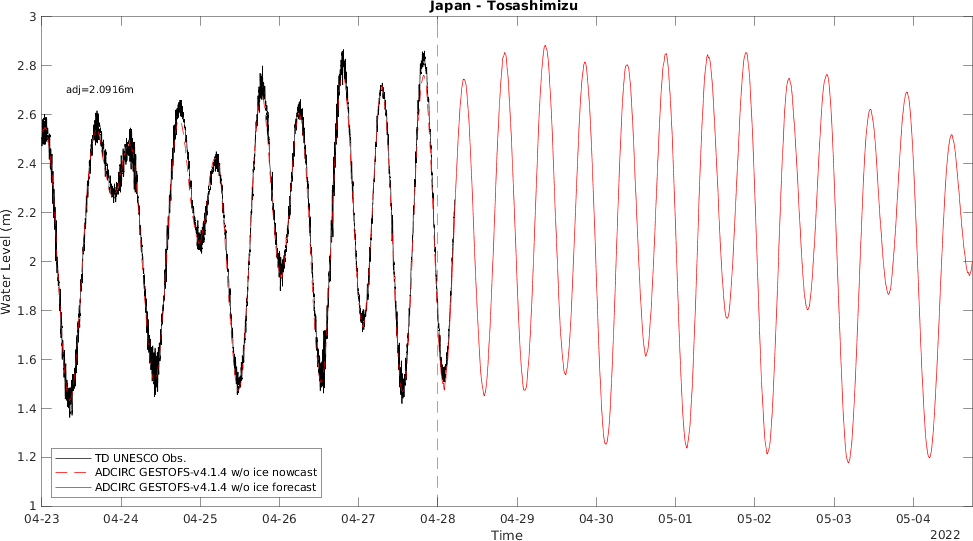 Japan - Tosashimizu
3
2.8
adj=2.0916m
2.6
2.4
2.2
2
1.8
1.6
1.4
1.2
1
Water Level (m)
TD UNESCO Obs.
ADCIRC GESTOFS-v4.1.4 w/o ice nowcast
ADCIRC GESTOFS-v4.1.4 w/o ice forecast
04-23 04-24 04-25 04-26 04-27 04-28 04-29 04-30 05-01 05-02 05-03 05-04
Time
2022